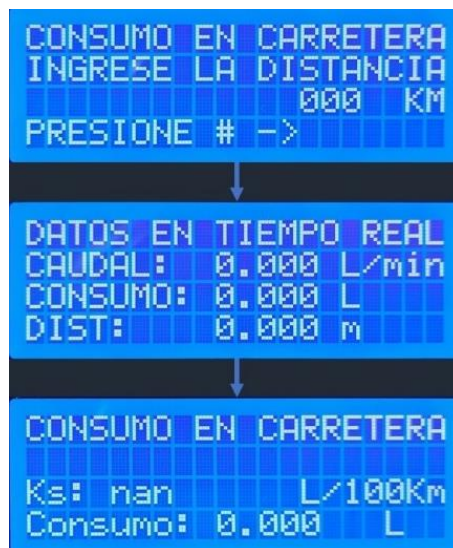 CONSUMO EN CARRETERA
INGRESE LA DISTANCIA
000 KM
PRESIONE # ->
DATOS EN TIEMPO REAL
CAUDAL: 0.000 L/min
CONSUMO: 0.000 L
DIST: 0.000 m
CONSUMO EN CARRETERA
Ks: nan L/100Km
Consumo: 0.000 L